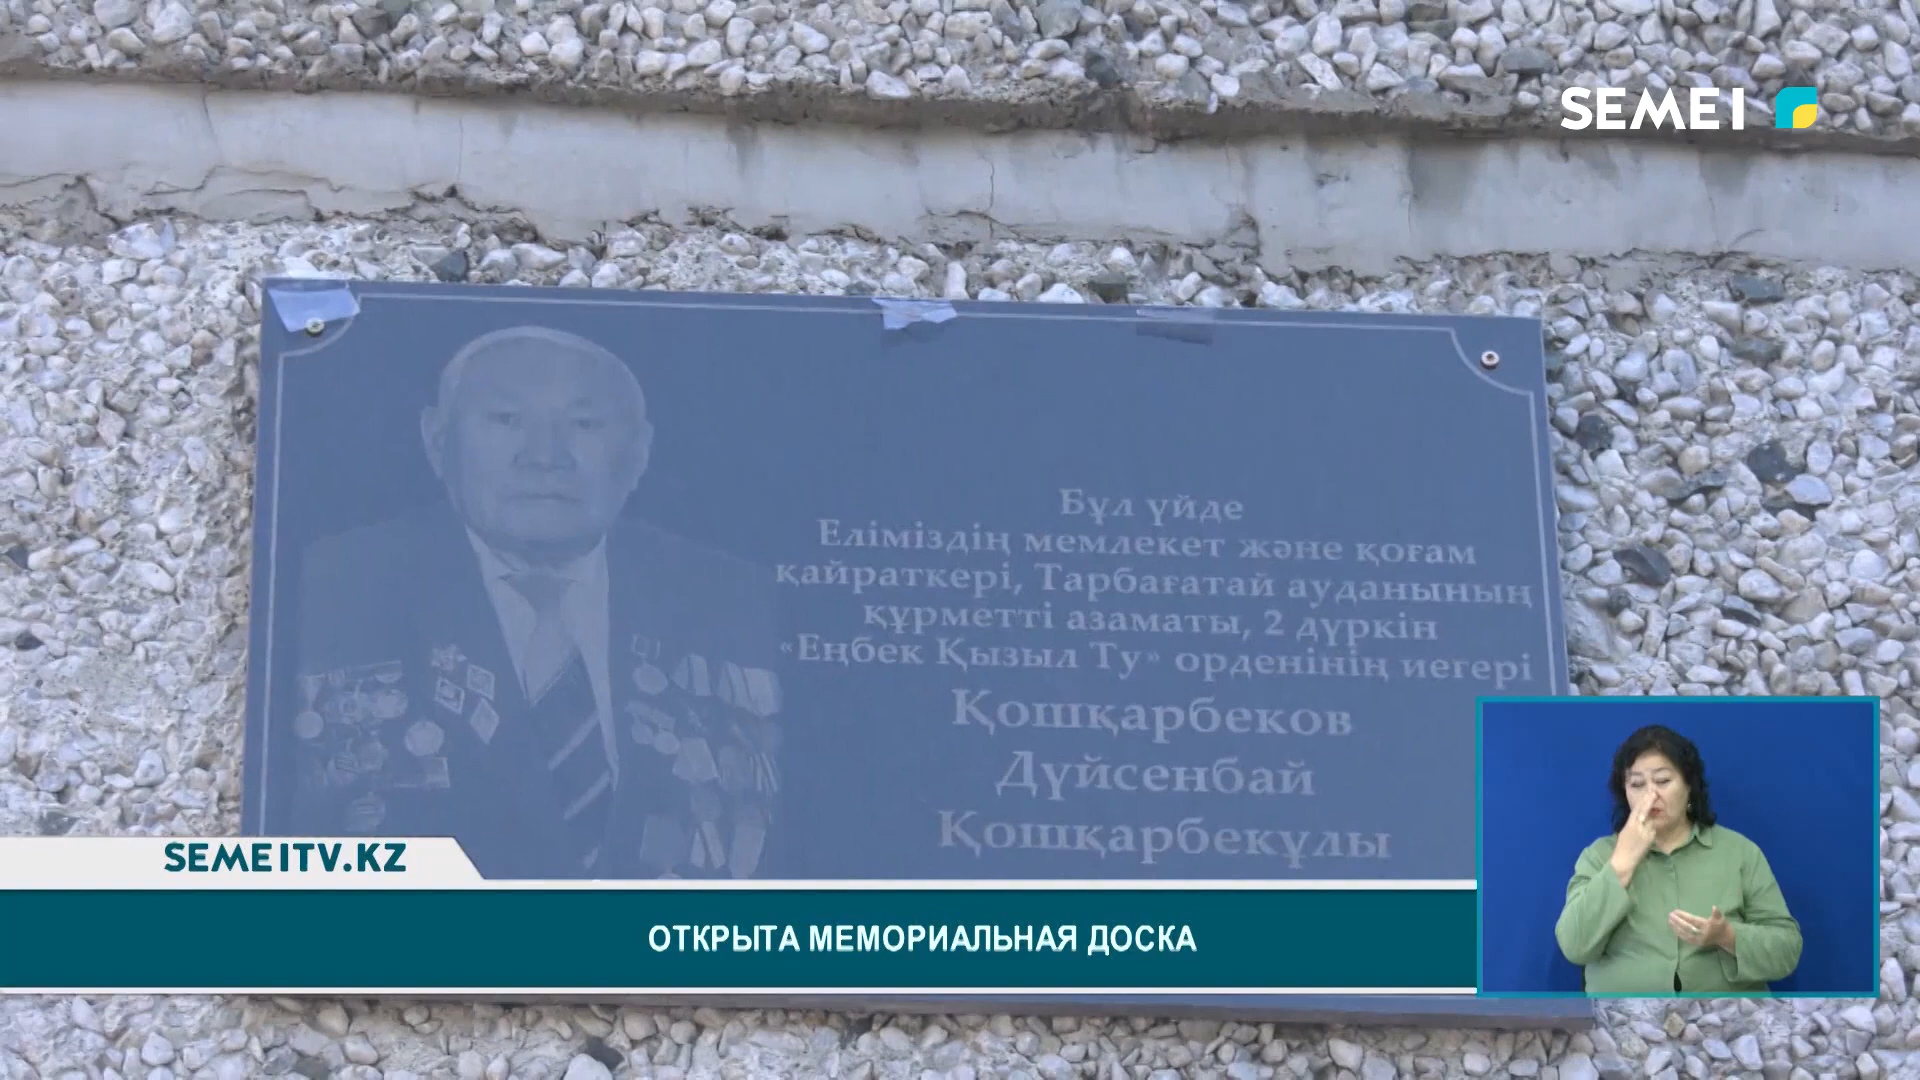 SEMEI
Бұл үйде
Еліміздің мемлекет және қоғам
қайраткері, Тарбағатай ауданының
құрметті азаматы, 2 дүркін
«Еңбек Қызыл Ту» орденінің иегері
Қошқарбеков
Дүйсенбай
Қошқарбекұлы
SEMEITV.KZ
ОТКРЫТА МЕМОРИАЛЬНАЯ ДОСКА